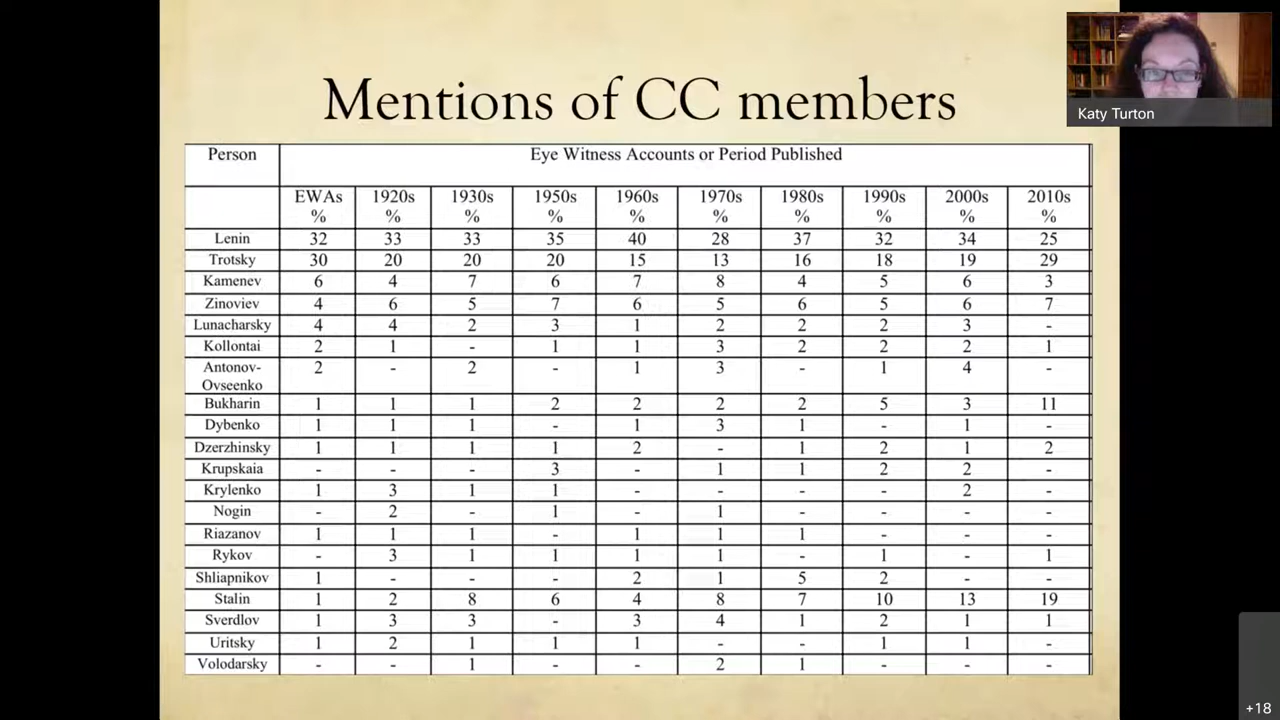 Mentions of CC members
Katy Turton
Person Eye Witness Accounts or Period Published
EWAs 1920s 1930s 1950s 1960s 1970s 1980s 1990s 2000s 2010s
% % % % % % % % % %
Lenin 32 33 33 35 40 28 37 32 34 25
Trotsky 30 20 20 20 15 13 16 18 19 29
Kamenev 6 4 7 6 7 8 4 5 6 3
Zinoviev 4 6 5 7 6 5 6 5 6 7
Lunacharsky 4 4 2 3 1 2 2 2 3 -
Kollontai 2 1 - 1 1 3 2 2 2 1
Antonov- 2 - 2 - 1 3 - 1 4 -
Ovseenko
Bukharin 1 1 1 2 2 2 2 5 3 11
Dybenko 1 1 1 - 1 3 1 - 1 -
Dzerzhinsky 1 1 1 1 2 - 1 2 1 2
Krupskaia - - - 3 - 1 1 2 2 -
Krylenko 1 3 1 1 - - - - 2 -
Nogin - 2 - 1 - 1 - - - -
Riazanov 1 1 1 - 1 1 1 - - -
Rykov - 3 1 1 1 1 - 1 - 1
Shliapnikov 1 - - - 2 1 5 2 - -
Stalin 1 2 8 6 4 8 7 10 13 19
Sverdlov 1 3 3 - 3 4 1 2 1 1
Uritsky 1 2 1 1 1 - - 1 1 -
Volodarsky - - 1 - - 2 1 - - -
+18